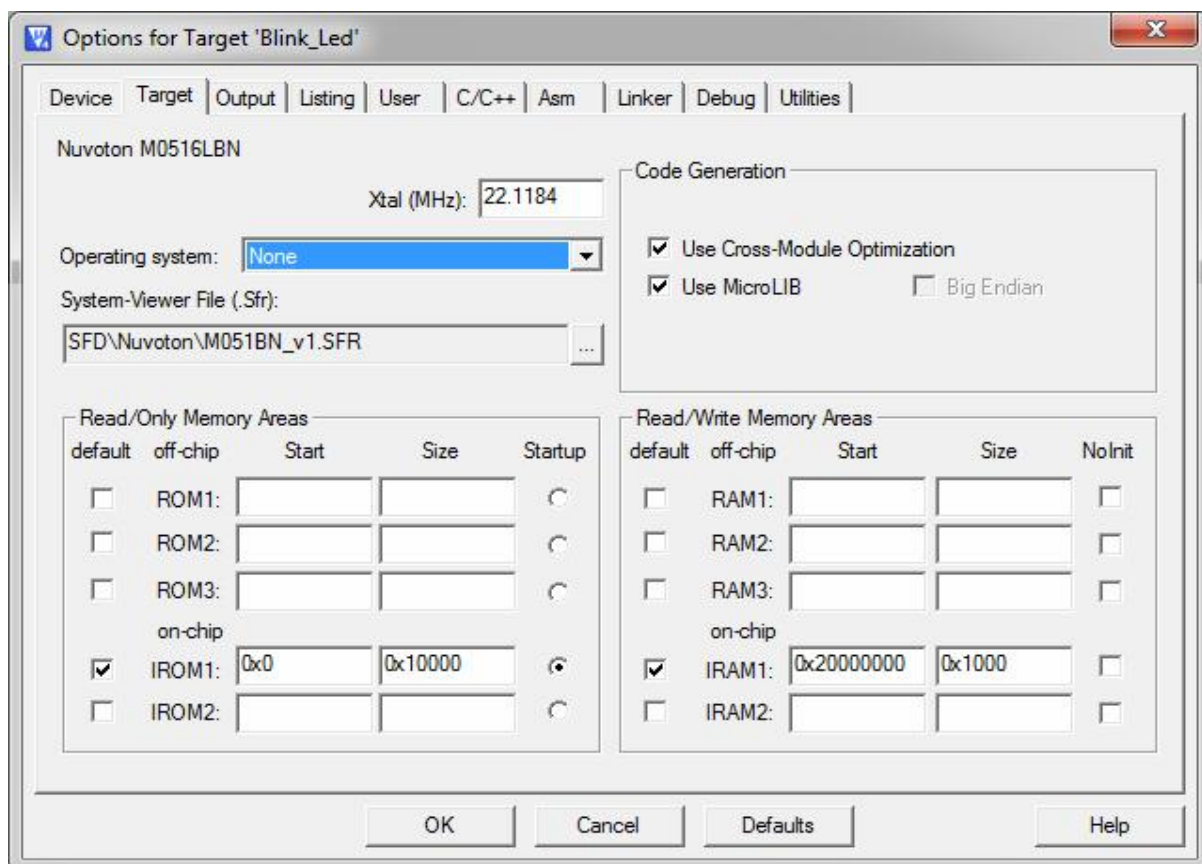 Options for Target 'Blink_Led'
Device Target Output Listing User C/C++ Asm Linker Debug Utilities
Nuvoton M0516LBN
Xtal (MHz): 22.1184
Operating system: None
System-Viewer File (.Sfr):
SFD\Nuvoton\M051BN_v1.SFR ...
Code Generation
Use Cross-Module Optimization
Use MicroLIB Big Endian
Read/Only Memory Areas
default off-chip Start Size Startup
ROM1:
ROM2:
ROM3:
on-chip
IROM1: 0x0 0x10000
IROM2:
Read/Write Memory Areas
default off-chip Start Size NoInit
RAM1:
RAM2:
RAM3:
on-chip
IRAM1: 0x20000000 0x1000
IRAM2:
OK Cancel Defaults Help